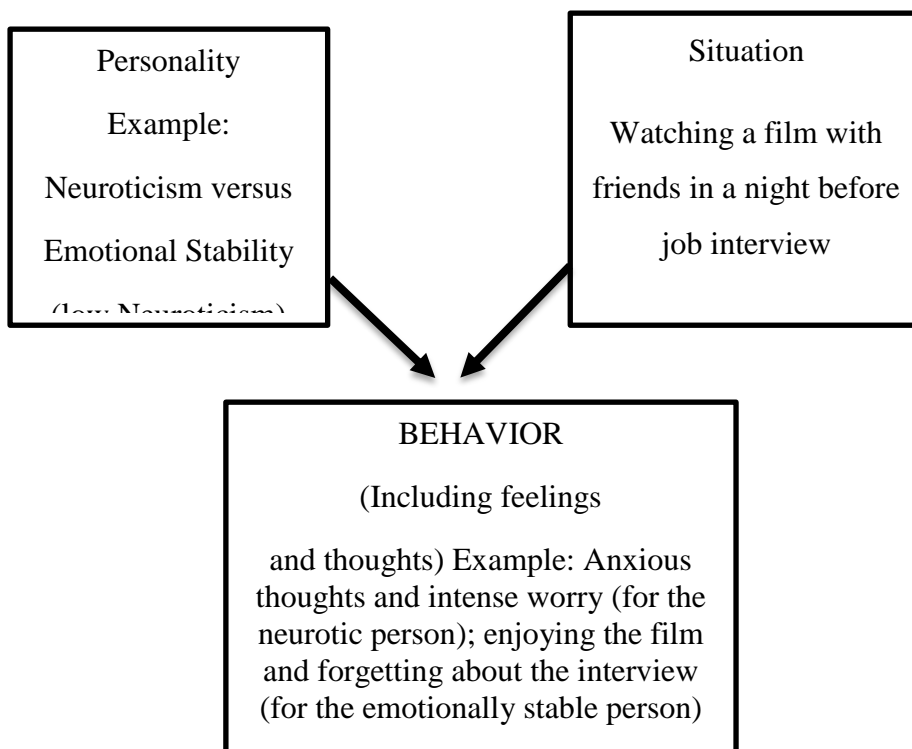 Personality
Example:
Neuroticism versus
Emotional Stability
(low Neuroticism)
Situation
Watching a film with
friends in a night before
job interview
BEHAVIOR
(Including feelings
and thoughts) Example: Anxious
thoughts and intense worry (for the
neurotic person); enjoying the film
and forgetting about the interview
(for the emotionally stable person)